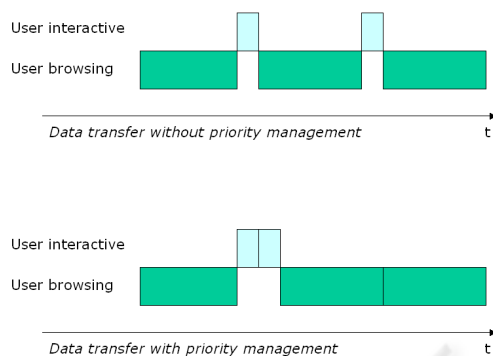 User interactive
User browsing
Data transfer without priority management t
User interactive
User browsing
Data transfer with priority management t